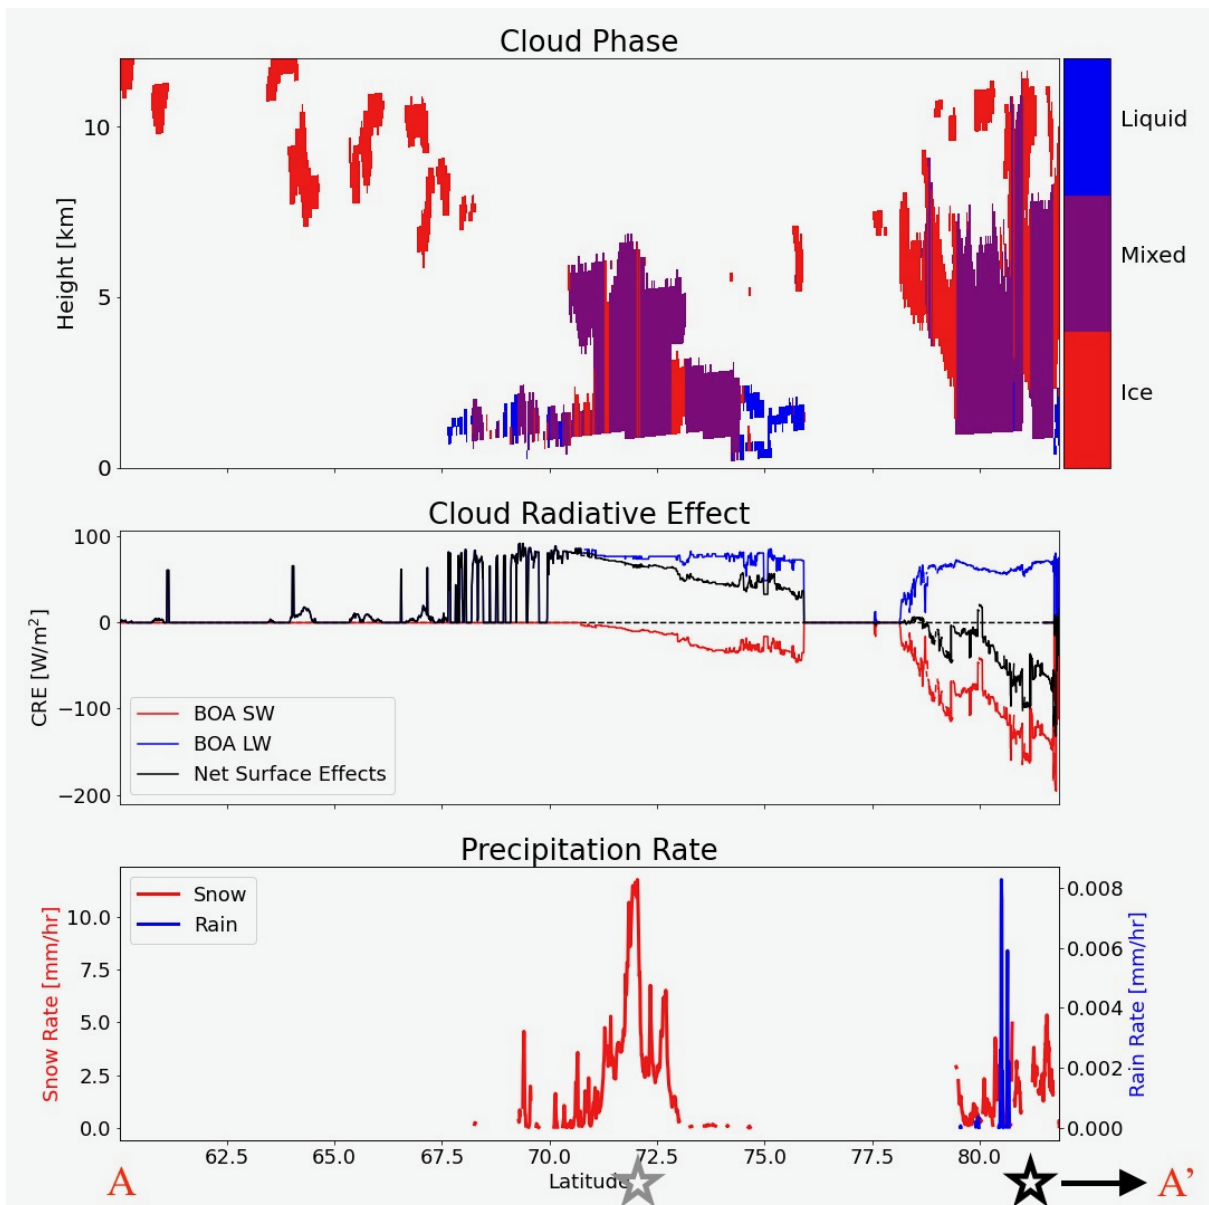 Cloud Phase
10
5
0
Height [km]
Liquid
Mixed
Ice
Cloud Radiative Effect
100
0
−100
−200
CRE [W/m²]
BOA SW
BOA LW
Net Surface Effects
Precipitation Rate
Snow
Rain
10.0
7.5
5.0
2.5
0.0
Snow Rate [mm/hr]
0.008
0.006
0.004
0.002
0.000
Rain Rate [mm/hr]
62.5 65.0 67.5 70.0 72.5 75.0 77.5 80.0
A Latitude A’